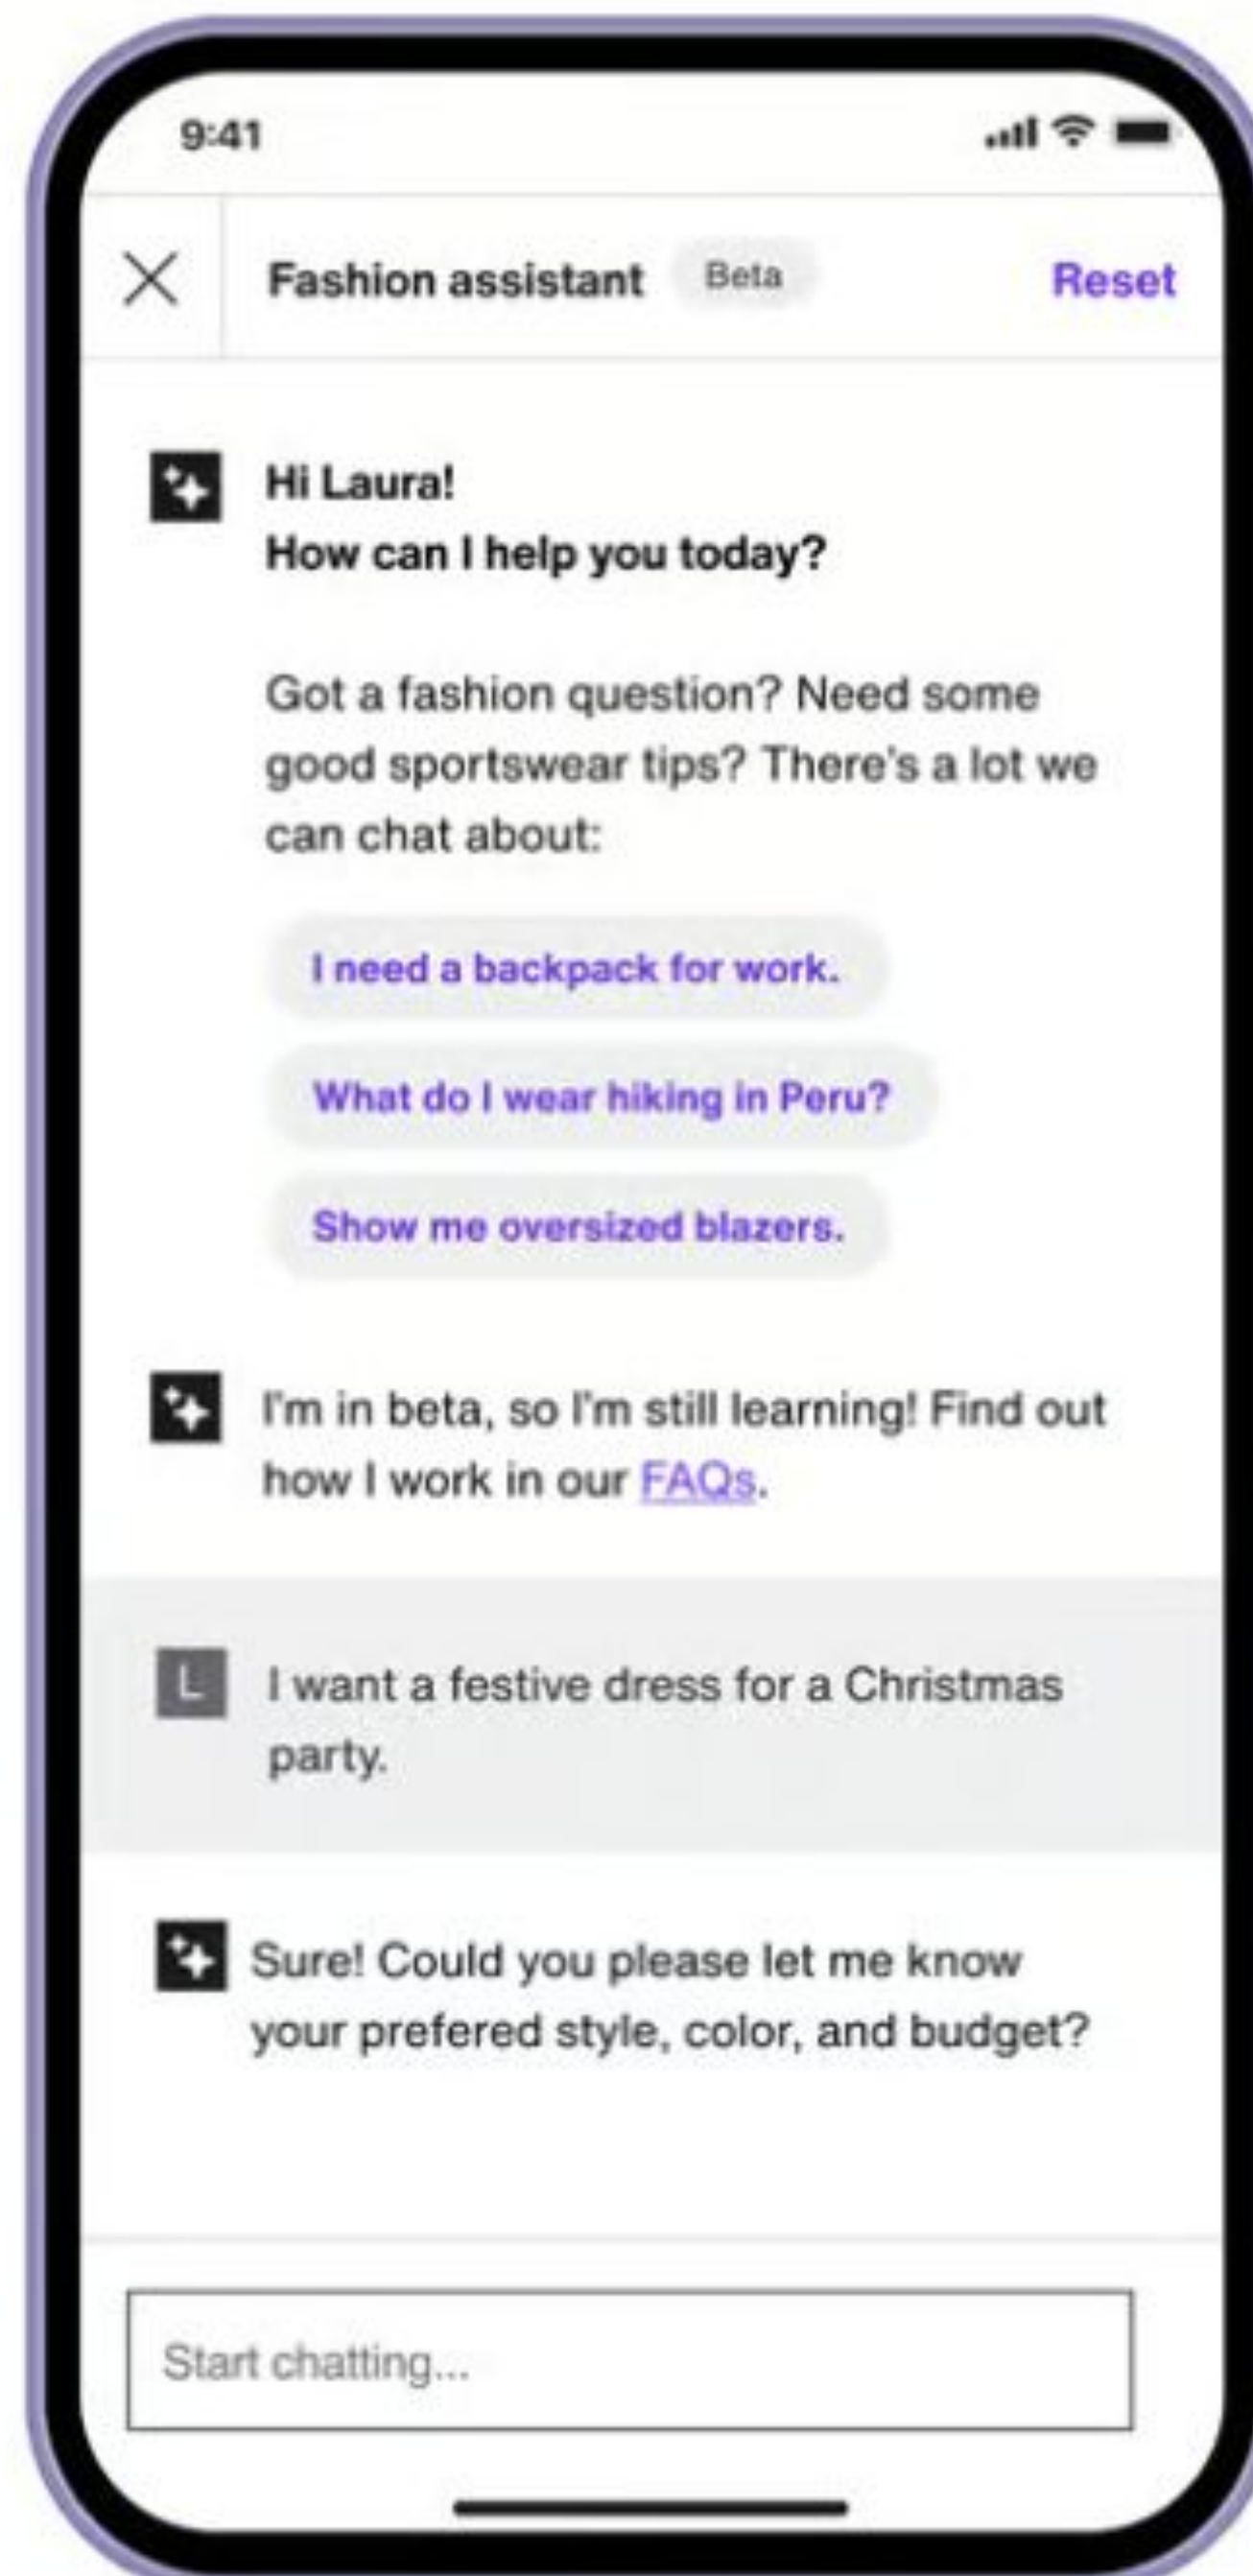 9:41
Fashion assistant Beta Reset
Hi Laura!
How can I help you today?
Got a fashion question? Need some
good sportswear tips? There's a lot we
can chat about:
I need a backpack for work.
What do I wear hiking in Peru?
Show me oversized blazers.
I'm in beta, so I'm still learning! Find out
how I work in our FAQs.
L I want a festive dress for a Christmas
party.
Sure! Could you please let me know
your prefered style, color, and budget?
Start chatting...